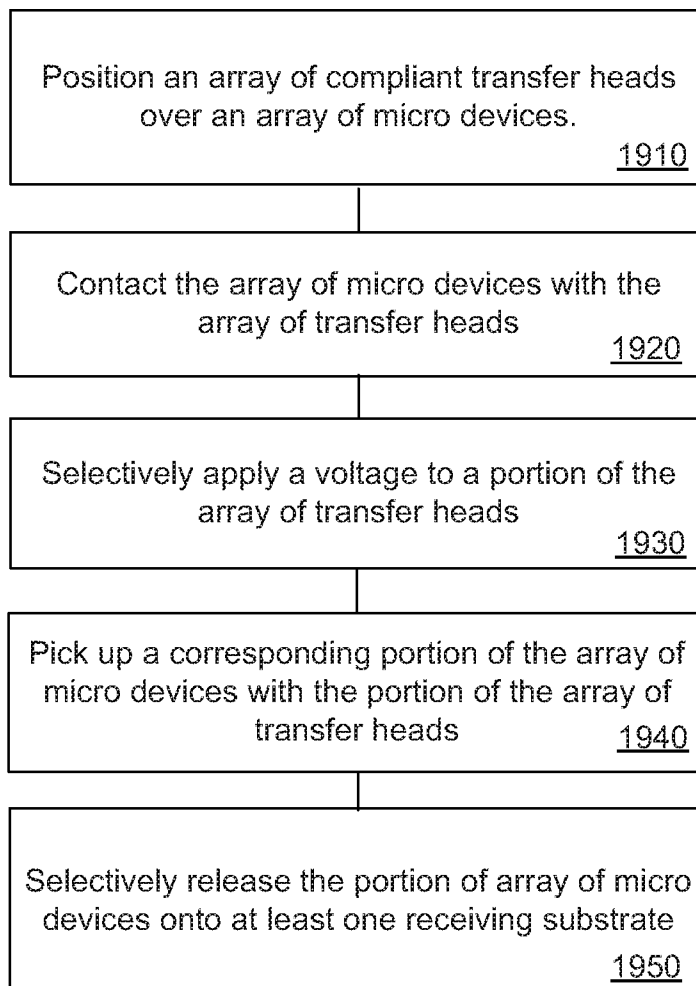 Position an array of compliant transfer heads
over an array of micro devices.
1910
Contact the array of micro devices with the
array of transfer heads
1920
Selectively apply a voltage to a portion of the
array of transfer heads
1930
Pick up a corresponding portion of the array of
micro devices with the portion of the array of
transfer heads
1940
Selectively release the portion of array of micro
devices onto at least one receiving substrate
1950